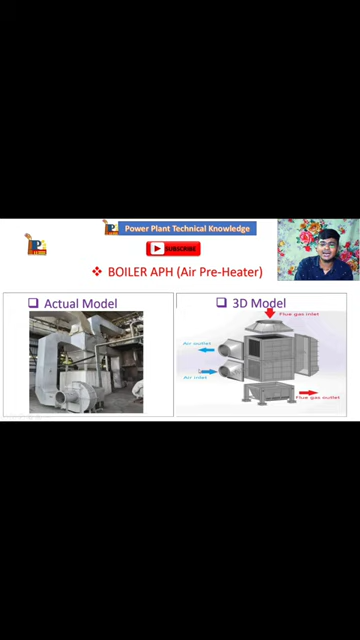 Power Plant Technical Knowledge
SUBSCRIBE
❖ BOILER APH (Air Pre-Heater)
Actual Model
3D Model
Flue gas inlet
Air outlet
Air inlet
Flue gas outlet